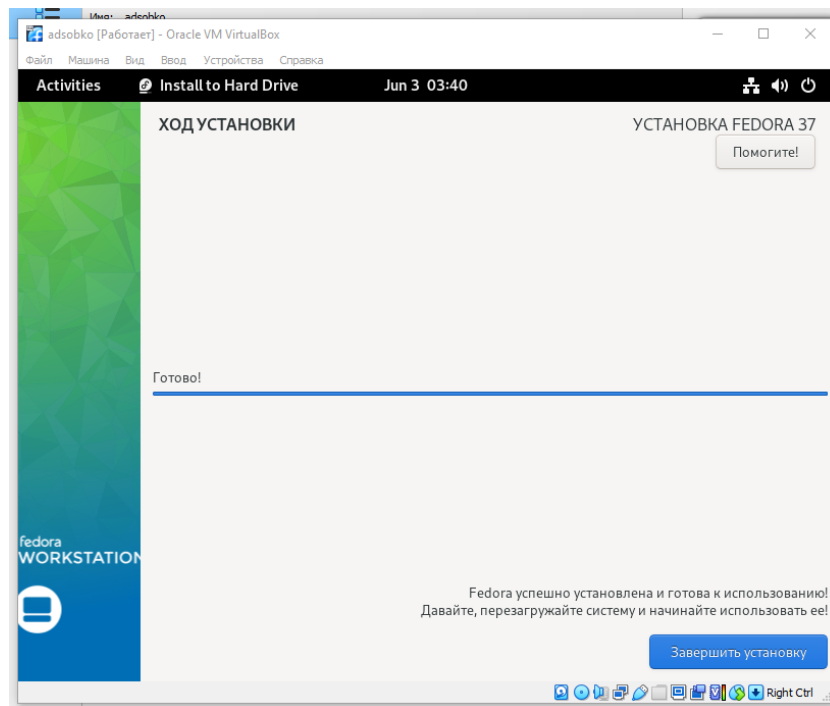 Имя: adsobko
adsobko [Работает] - Oracle VM VirtualBox
Файл Машина Вид Ввод Устройства Справка
Activities Install to Hard Drive Jun 3 03:40
ХОД УСТАНОВКИ
УСТАНОВКА FEDORA 37
Помогите!
Готово!
fedora
WORKSTATION
Fedora успешно установлена и готова к использованию!
Давайте, перезагружайте систему и начинайте использовать ее!
Завершить установку
Right Ctrl